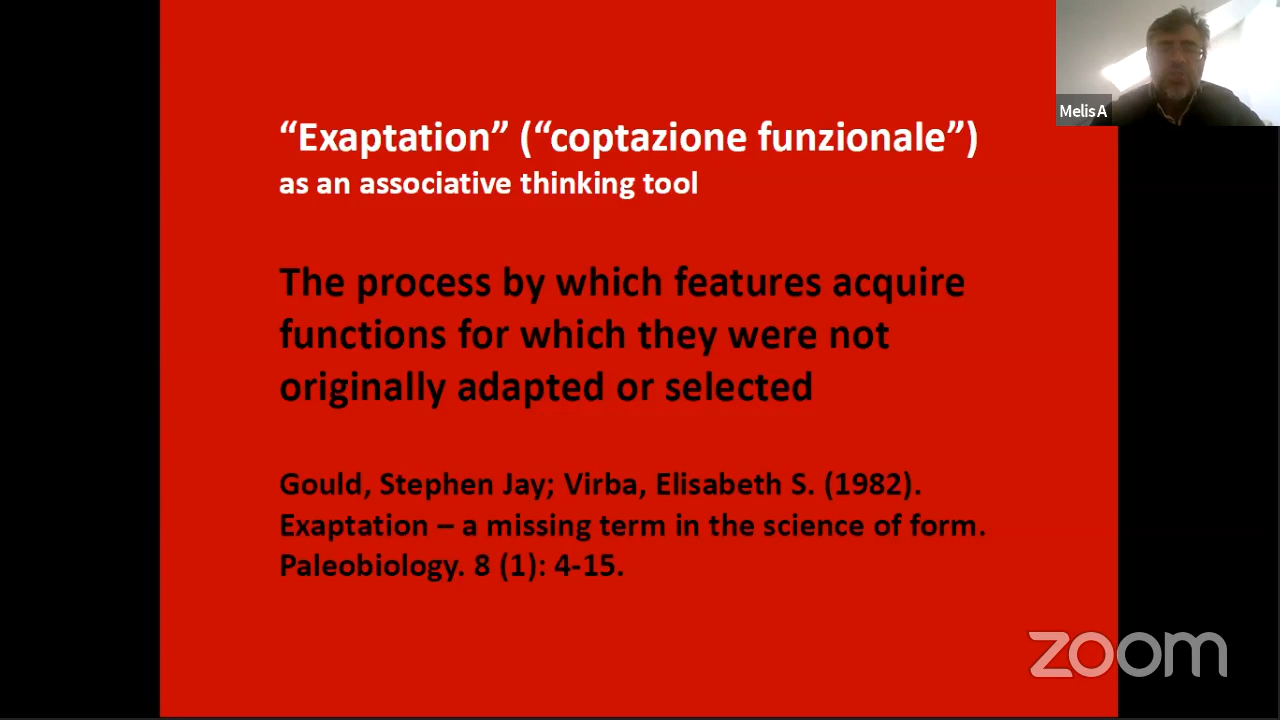 “Exaptation” (“coptazione funzionale”)
as an associative thinking tool
The process by which features acquire
functions for which they were not
originally adapted or selected
Gould, Stephen Jay; Virba, Elisabeth S. (1982).
Exaptation – a missing term in the science of form.
Paleobiology. 8 (1): 4-15.
Melis A
zoom